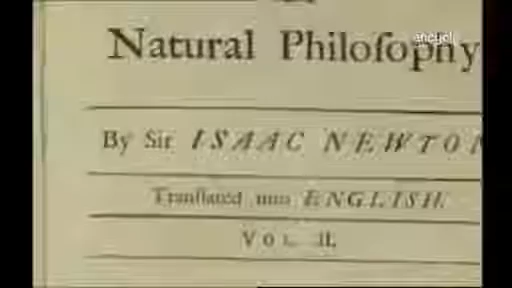 Natural Philoſophy
By Sir ISAAC NEWTON
Tranſlated into ENGLISH.
VOL. II.